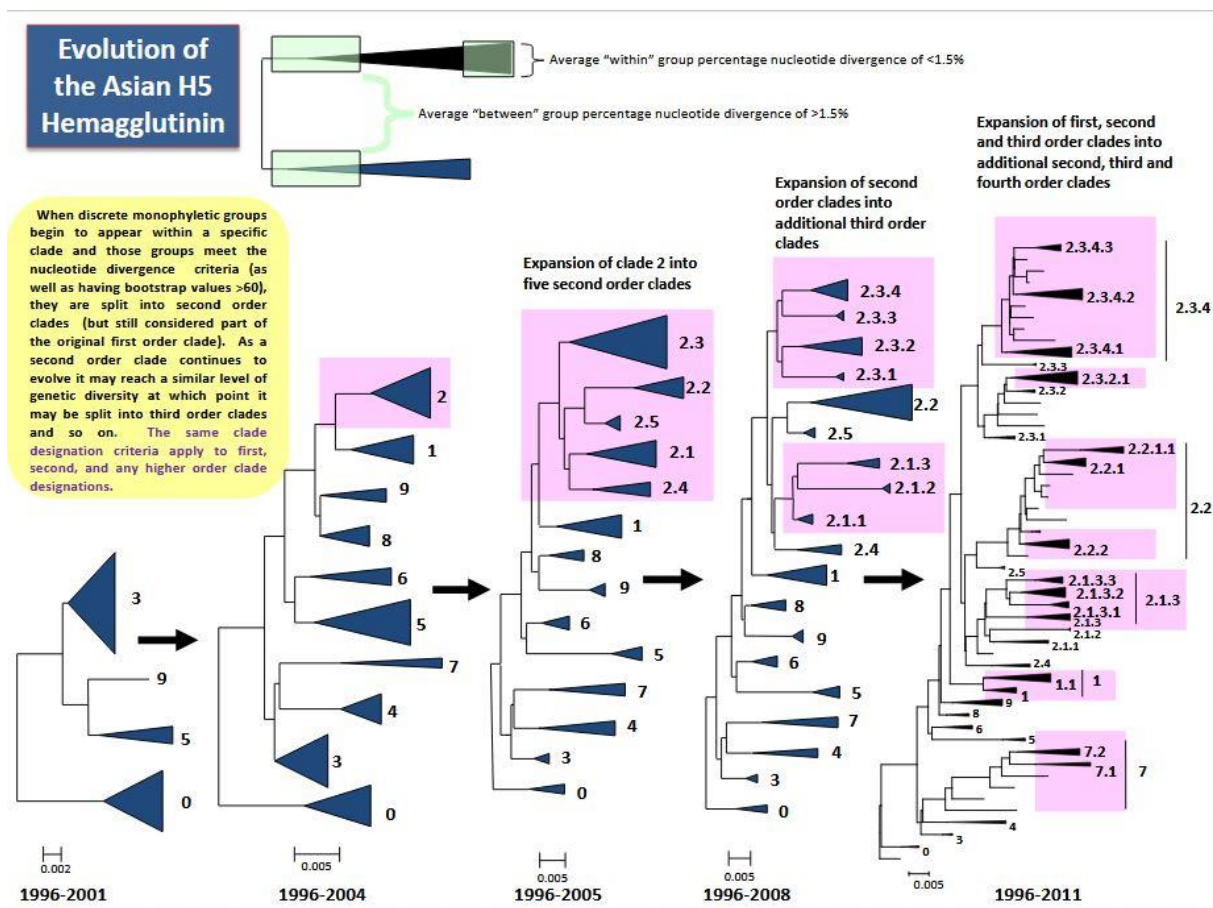 Evolution of
the Asian H5
Hemagglutinin
Average “within” group percentage nucleotide divergence of <1.5%
Average “between” group percentage nucleotide divergence of >1.5%
When discrete monophyletic groups
begin to appear within a specific
clade and those groups meet the
nucleotide divergence criteria (as
well as having bootstrap values >60),
they are split into second order
clades (but still considered part of
the original first order clade). As a
second order clade continues to
evolve it may reach a similar level of
genetic diversity at which point it
may be split into third order clades
and so on. The same clade
designation criteria apply to first,
second, and any higher order clade
designations.
3
9
5
0
0.002
1996-2001
2
1
9
8
6
5
7
4
3
0
0.005
1996-2004
Expansion of clade 2 into
five second order clades
2.3
2.2
2.5
2.1
2.4
1
8
9
6
5
7
4
3
0
0.005
1996-2005
Expansion of second
order clades into
additional third order
clades
2.3.4
2.3.3
2.3.2
2.3.1
2.2
2.5
2.1.3
2.1.2
2.1.1
2.4
1
8
9
6
5
7
4
3
0
0.005
1996-2008
Expansion of first, second
and third order clades into
additional second, third and
fourth order clades
2.3.4.3
2.3.4.2
2.3.4
2.3.4.1
2.3.3
2.3.2.1
2.3.2
2.3.1
2.2.1.1
2.2.1
2.2
2.2.2
2.5
2.1.3.3
2.1.3.2
2.1.3
2.1.3.1
2.1.3
2.1.2
2.1.1
2.4
1.1
1
1
9
8
6
5
7.2
7.1
7
4
3
0
0.005
1996-2011